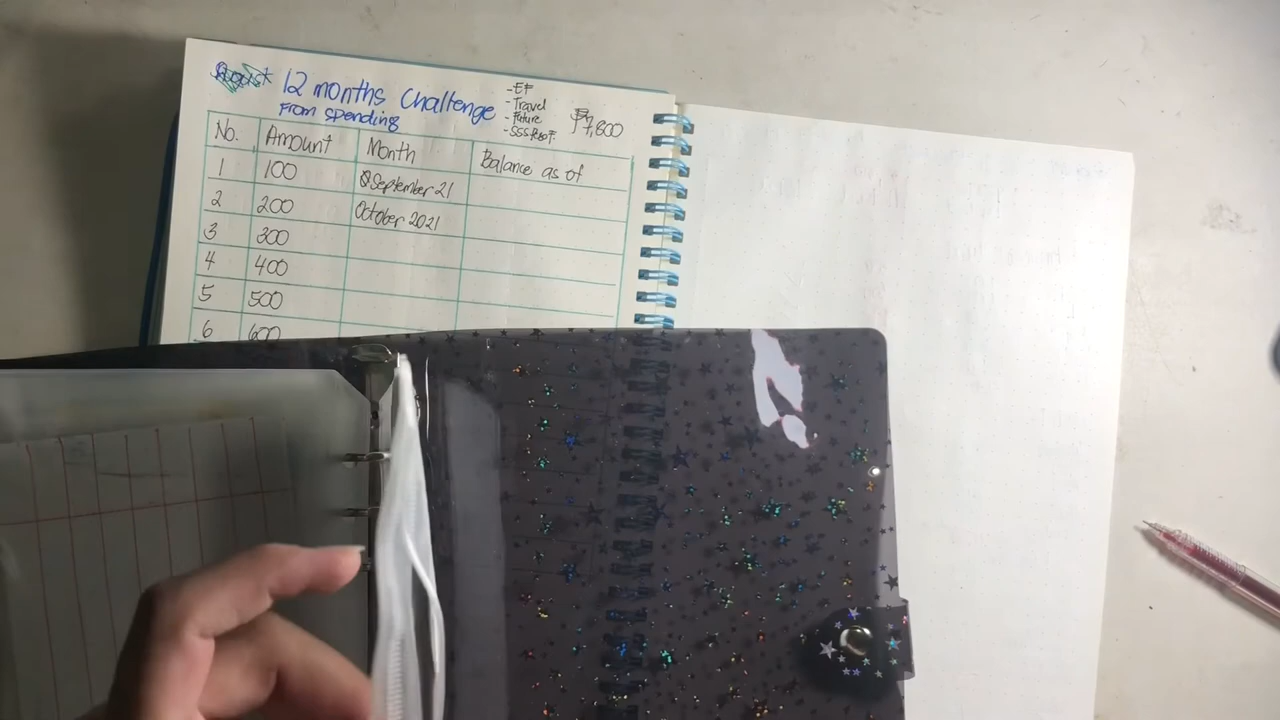 12 months Challenge
From spending
-EF
-Travel
-Future
₱7,800
No. Amount Month Balance as of
1 100 September 21
2 200 October 2021
3 300
4 400
5 500
6 600